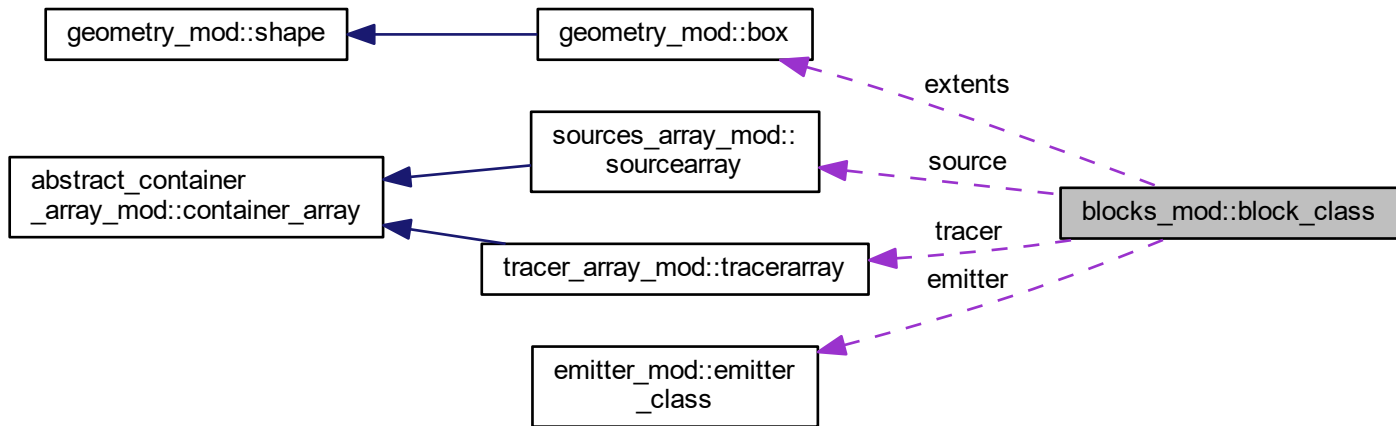 geometry_mod::shape
geometry_mod::box
extents
sources_array_mod::
sourcearray
source
abstract_container
_array_mod::container_array
blocks_mod::block_class
tracer
tracer_array_mod::tracerarray
emitter
emitter_mod::emitter
_class